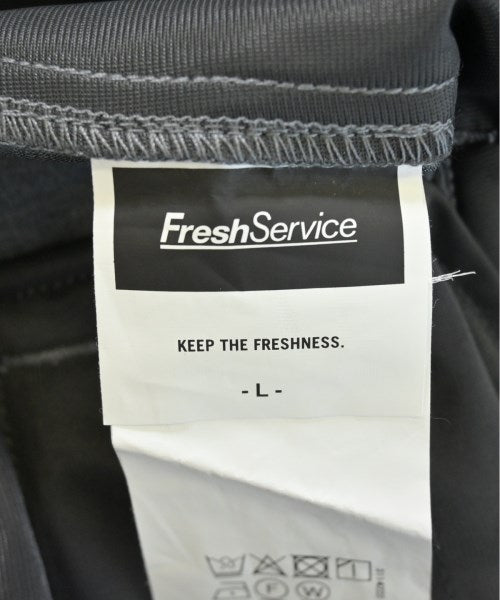 FreshService
KEEP THE FRESHNESS.
- L -
F W